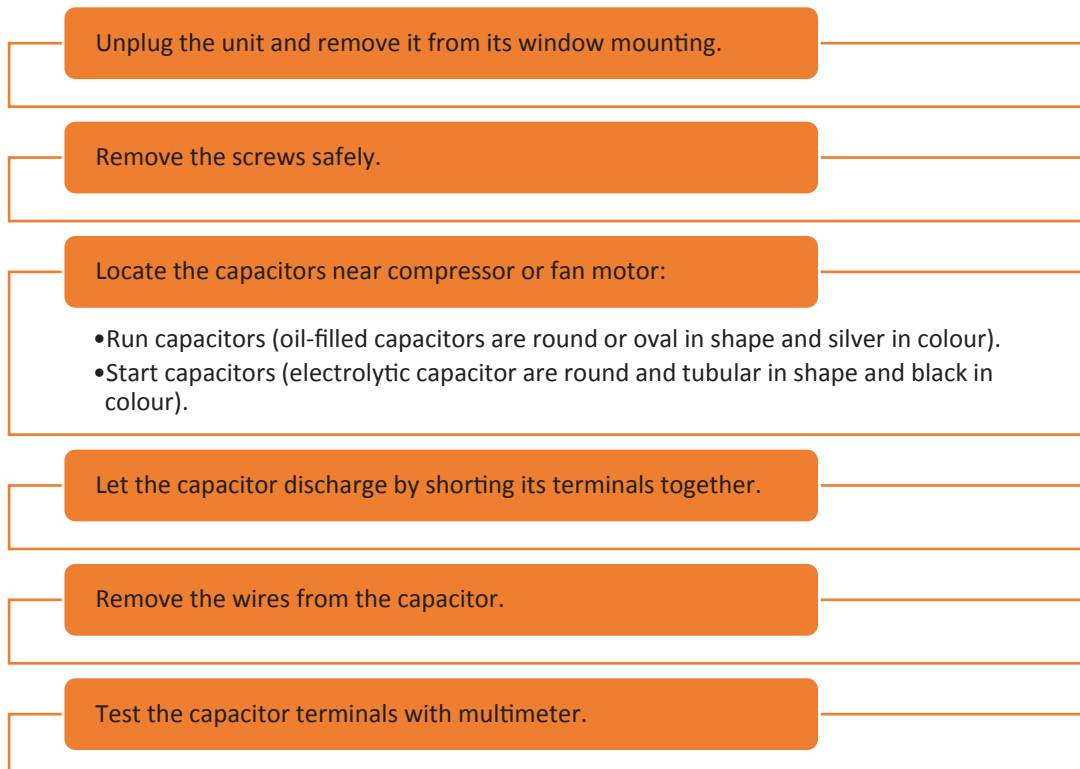 Unplug the unit and remove it from its window mounting.
Remove the screws safely.
Locate the capacitors near compressor or fan motor:
•Run capacitors (oil-filled capacitors are round or oval in shape and silver in colour).
•Start capacitors (electrolytic capacitor are round and tubular in shape and black in
colour).
Let the capacitor discharge by shorting its terminals together.
Remove the wires from the capacitor.
Test the capacitor terminals with multimeter.